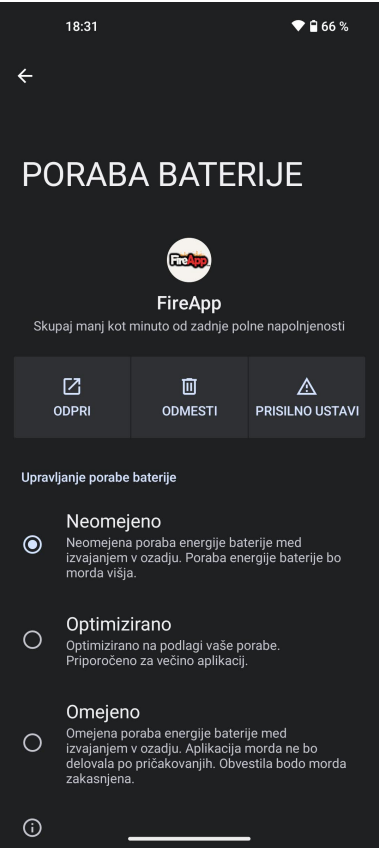 18:31
66 %
PORABA BATERIJE
FireApp
FireApp
Skupaj manj kot minuto od zadnje polne napolnjenosti
ODPRI
ODMESTI
PRISILNO USTAVI
Upravljanje porabe baterije
Neomejeno
Neomejena poraba energije baterije med
izvajanjem v ozadju. Poraba energije baterije bo
morda višja.
Optimizirano
Optimizirano na podlagi vaše porabe.
Priporočeno za večino aplikacij.
Omejeno
Omejena poraba energije baterije med
izvajanjem v ozadju. Aplikacija morda ne bo
delovala po pričakovanjih. Obvestila bodo morda
zakasnjena.